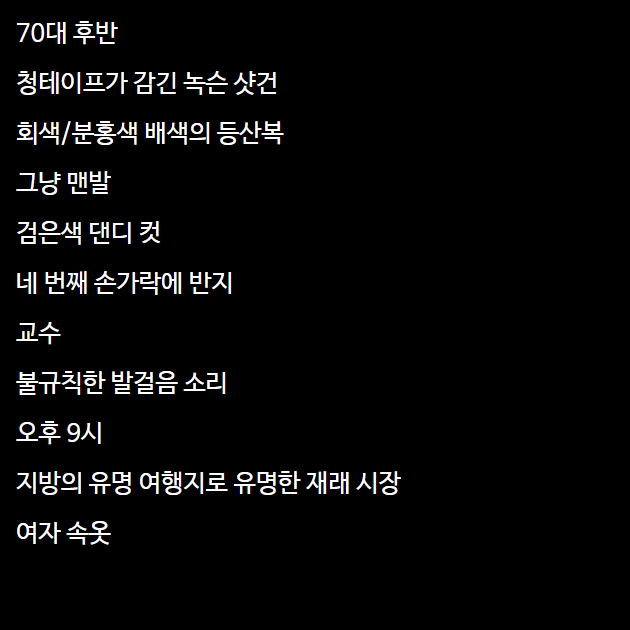 70대 후반
청테이프가 감긴 녹슨 샷건
회색/분홍색 배색의 등산복
그냥 맨발
검은색 댄디 컷
네 번째 손가락에 반지
교수
불규칙한 발걸음 소리
오후 9시
지방의 유명 여행지로 유명한 재래 시장
여자 속옷